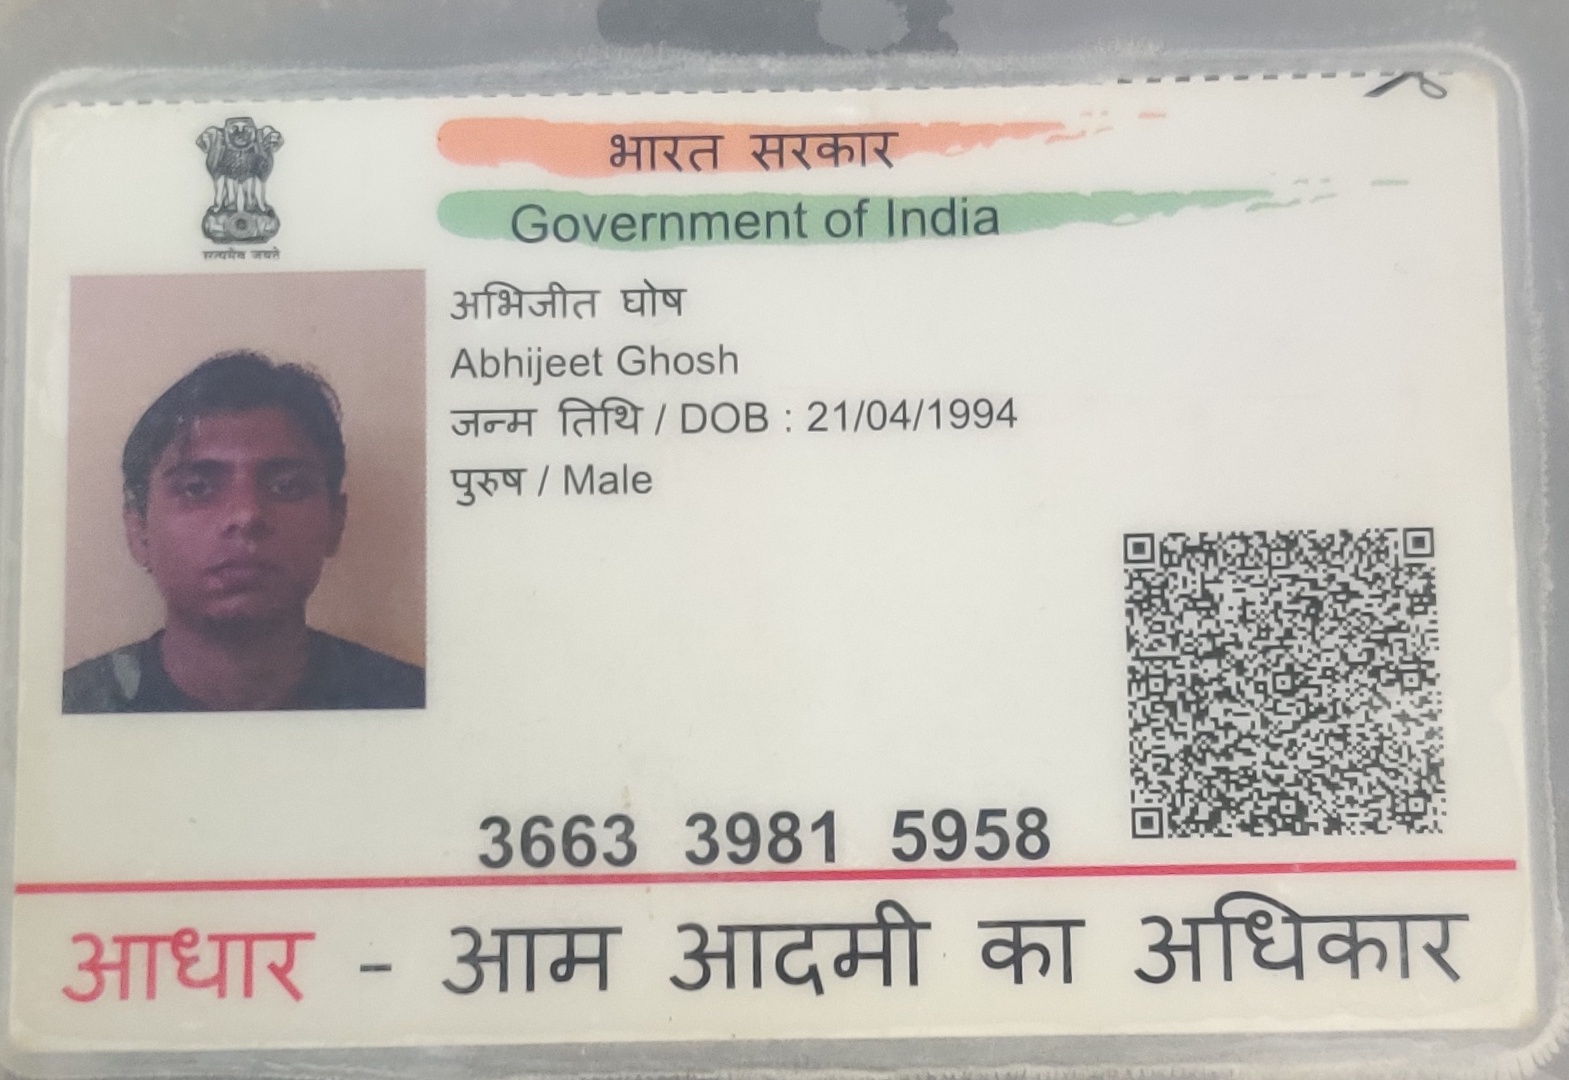 भारत सरकार
Government of India
सत्यमेव जयते
अभिजीत घोष
Abhijeet Ghosh
जन्म तिथि / DOB : 21/04/1994
पुरुष / Male
3663 3981 5958
आधार - आम आदमी का अधिकार